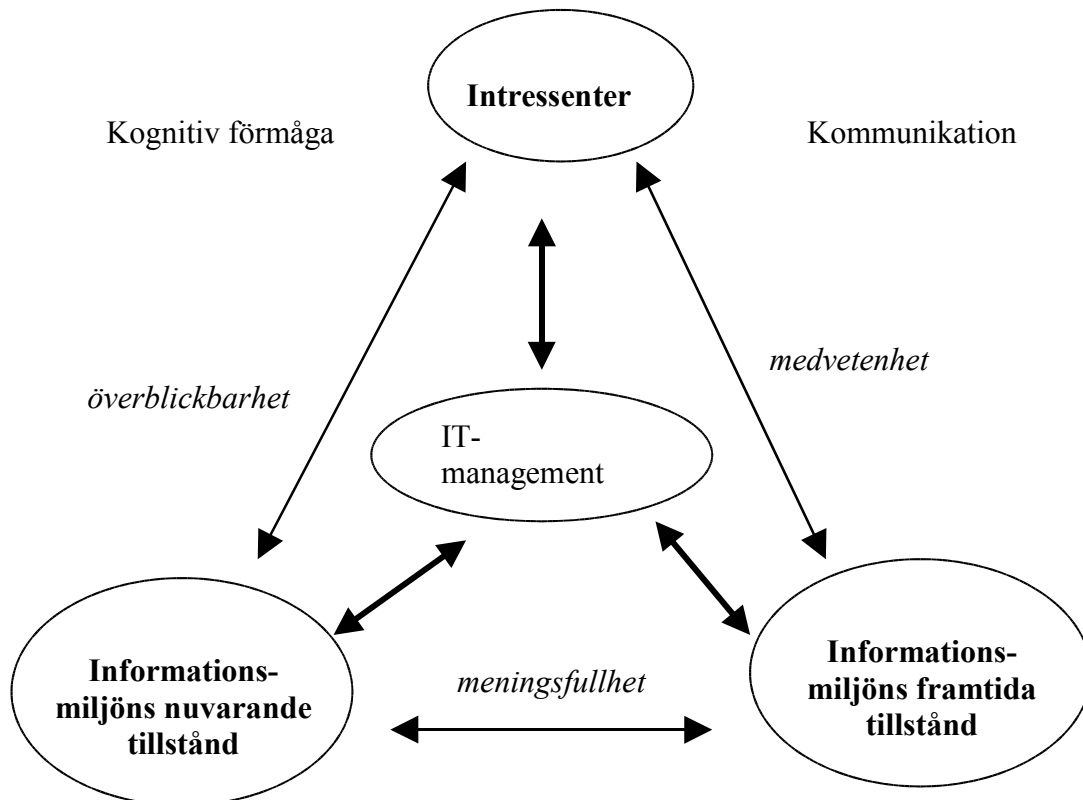 Intressenter
Kognitiv förmåga
Kommunikation
medvetenhet
överblickbarhet
IT-
management
Informations-
miljöns nuvarande
tillstånd
meningsfullhet
Informations-
miljöns framtida
tillstånd